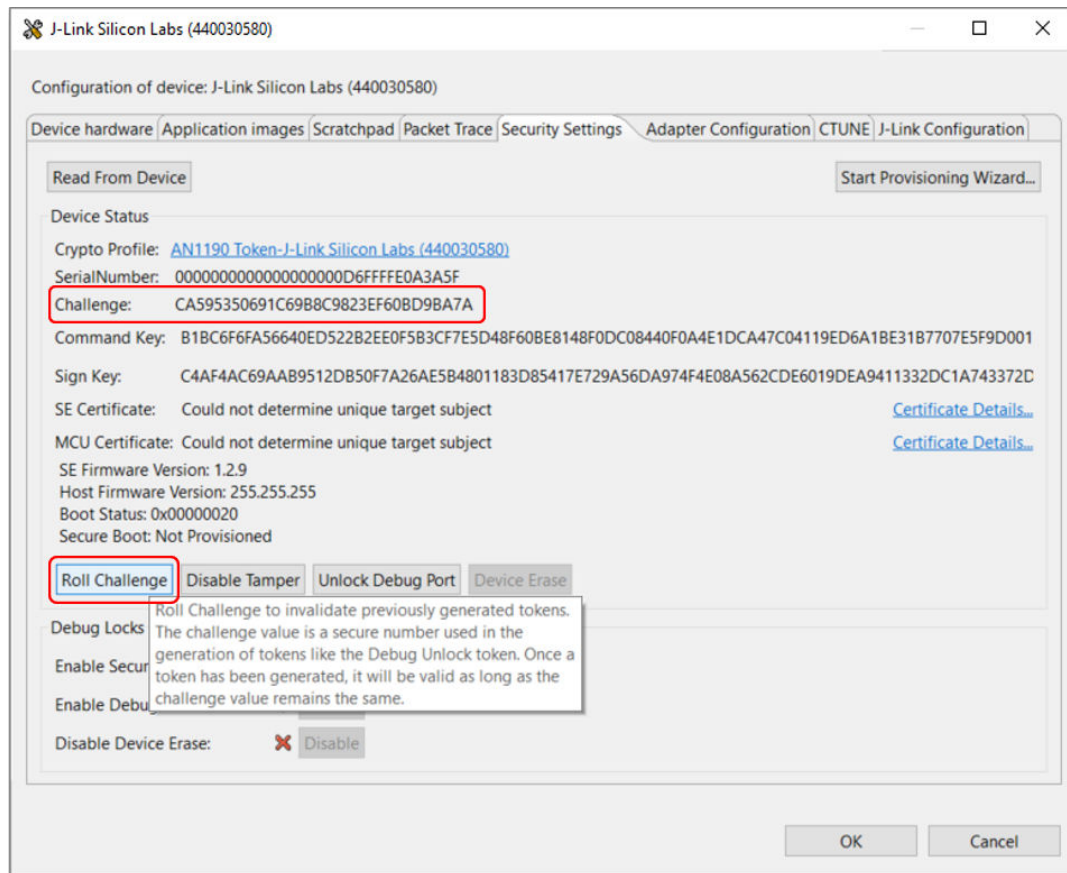 J-Link Silicon Labs (440030580)
Configuration of device: J-Link Silicon Labs (440030580)
Device hardware Application images Scratchpad Packet Trace Security Settings Adapter Configuration CTUNE J-Link Configuration
Read From Device Start Provisioning Wizard...
Device Status
Crypto Profile: AN1190 Token-J-Link Silicon Labs (440030580)
SerialNumber: 0000000000000000000D6FFFFE0A3A5F
Challenge: CA595350691C69B8C9823EF60BD9BA7A
Command Key: B1BC6F6FA56640ED522B2EE0F5B3CF7E5D48F60BE8148F0DC08440F0A4E1DCA47C04119ED6A1BE31B7707E5F9D001
Sign Key: C4AF4AC69AAB9512DB50F7A26AE5B4801183D85417E729A56DA974F4E08A562CDE6019DEA9411332DC1A743372D
SE Certificate: Could not determine unique target subject Certificate Details...
MCU Certificate: Could not determine unique target subject Certificate Details...
SE Firmware Version: 1.2.9
Host Firmware Version: 255.255.255
Boot Status: 0x00000020
Secure Boot: Not Provisioned
Roll Challenge Disable Tamper Unlock Debug Port Device Erase
Roll Challenge to invalidate previously generated tokens.
The challenge value is a secure number used in the
generation of tokens like the Debug Unlock token. Once a
token has been generated, it will be valid as long as the
challenge value remains the same.
Debug Locks
Enable Secur
Enable Debug
Disable Device Erase: Disable
OK Cancel